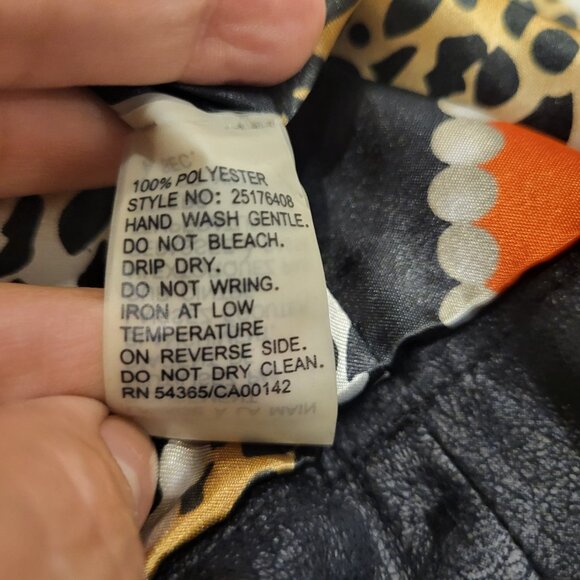 100% POLYESTER
STYLE NO: 25176408
HAND WASH GENTLE.
DO NOT BLEACH.
DRIP DRY.
DO NOT WRING.
IRON AT LOW
TEMPERATURE
ON REVERSE SIDE.
DO NOT DRY CLEAN.
RN 54365/CA00142